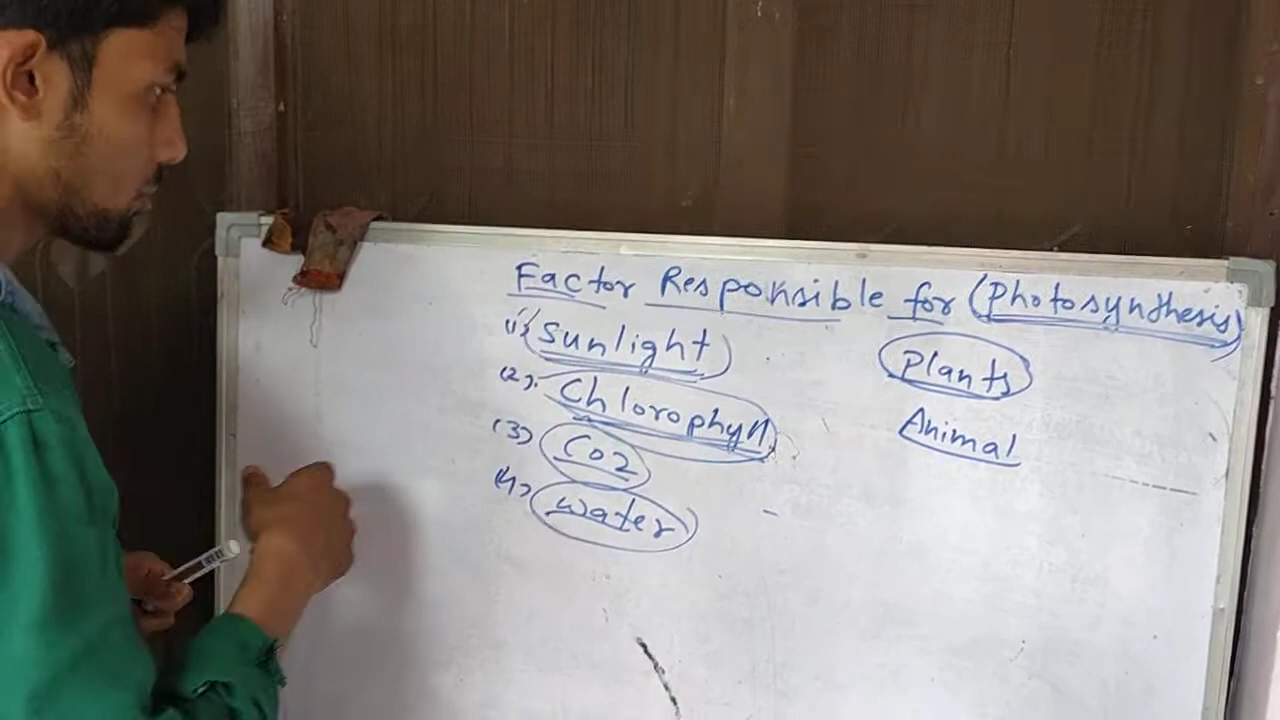 Factor Responsible for (Photosynthesis)
(1) Sunlight
(2). Chlorophyll
(3) Co2
(4) water
Plants
Animal